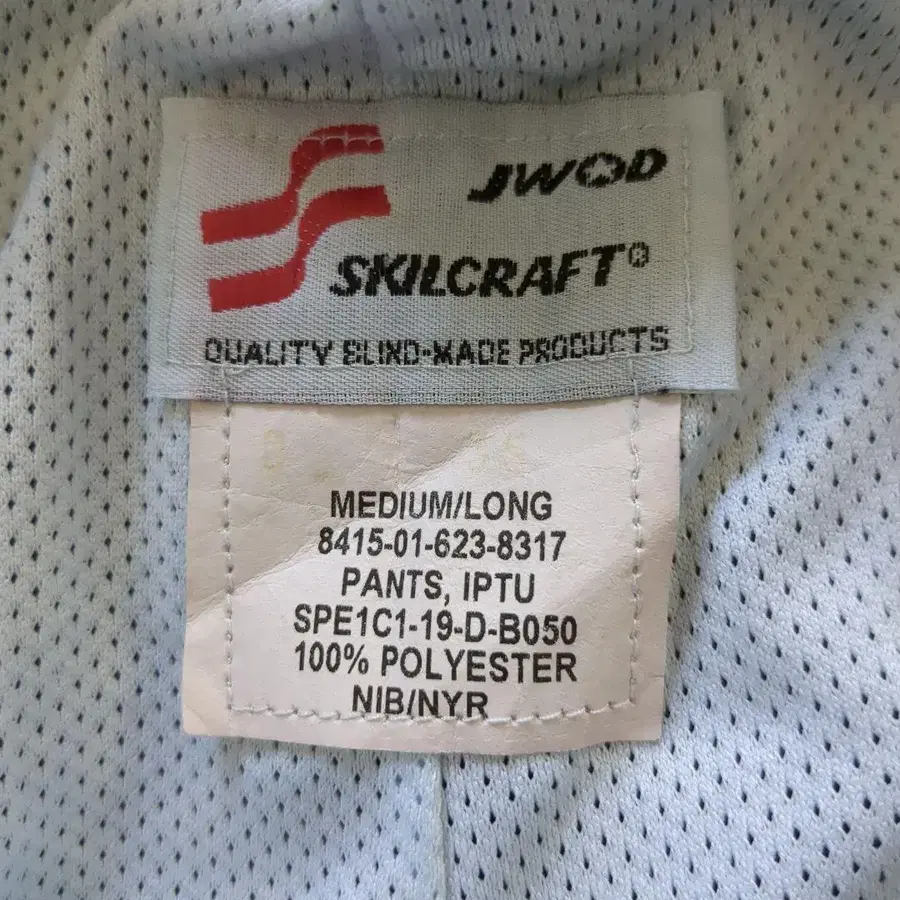 JWOD
SKILCRAFT®
QUALITY BLIND-MADE PRODUCTS
MEDIUM/LONG
8415-01-623-8317
PANTS, IPTU
SPE1C1-19-D-B050
100% POLYESTER
NIB/NYR